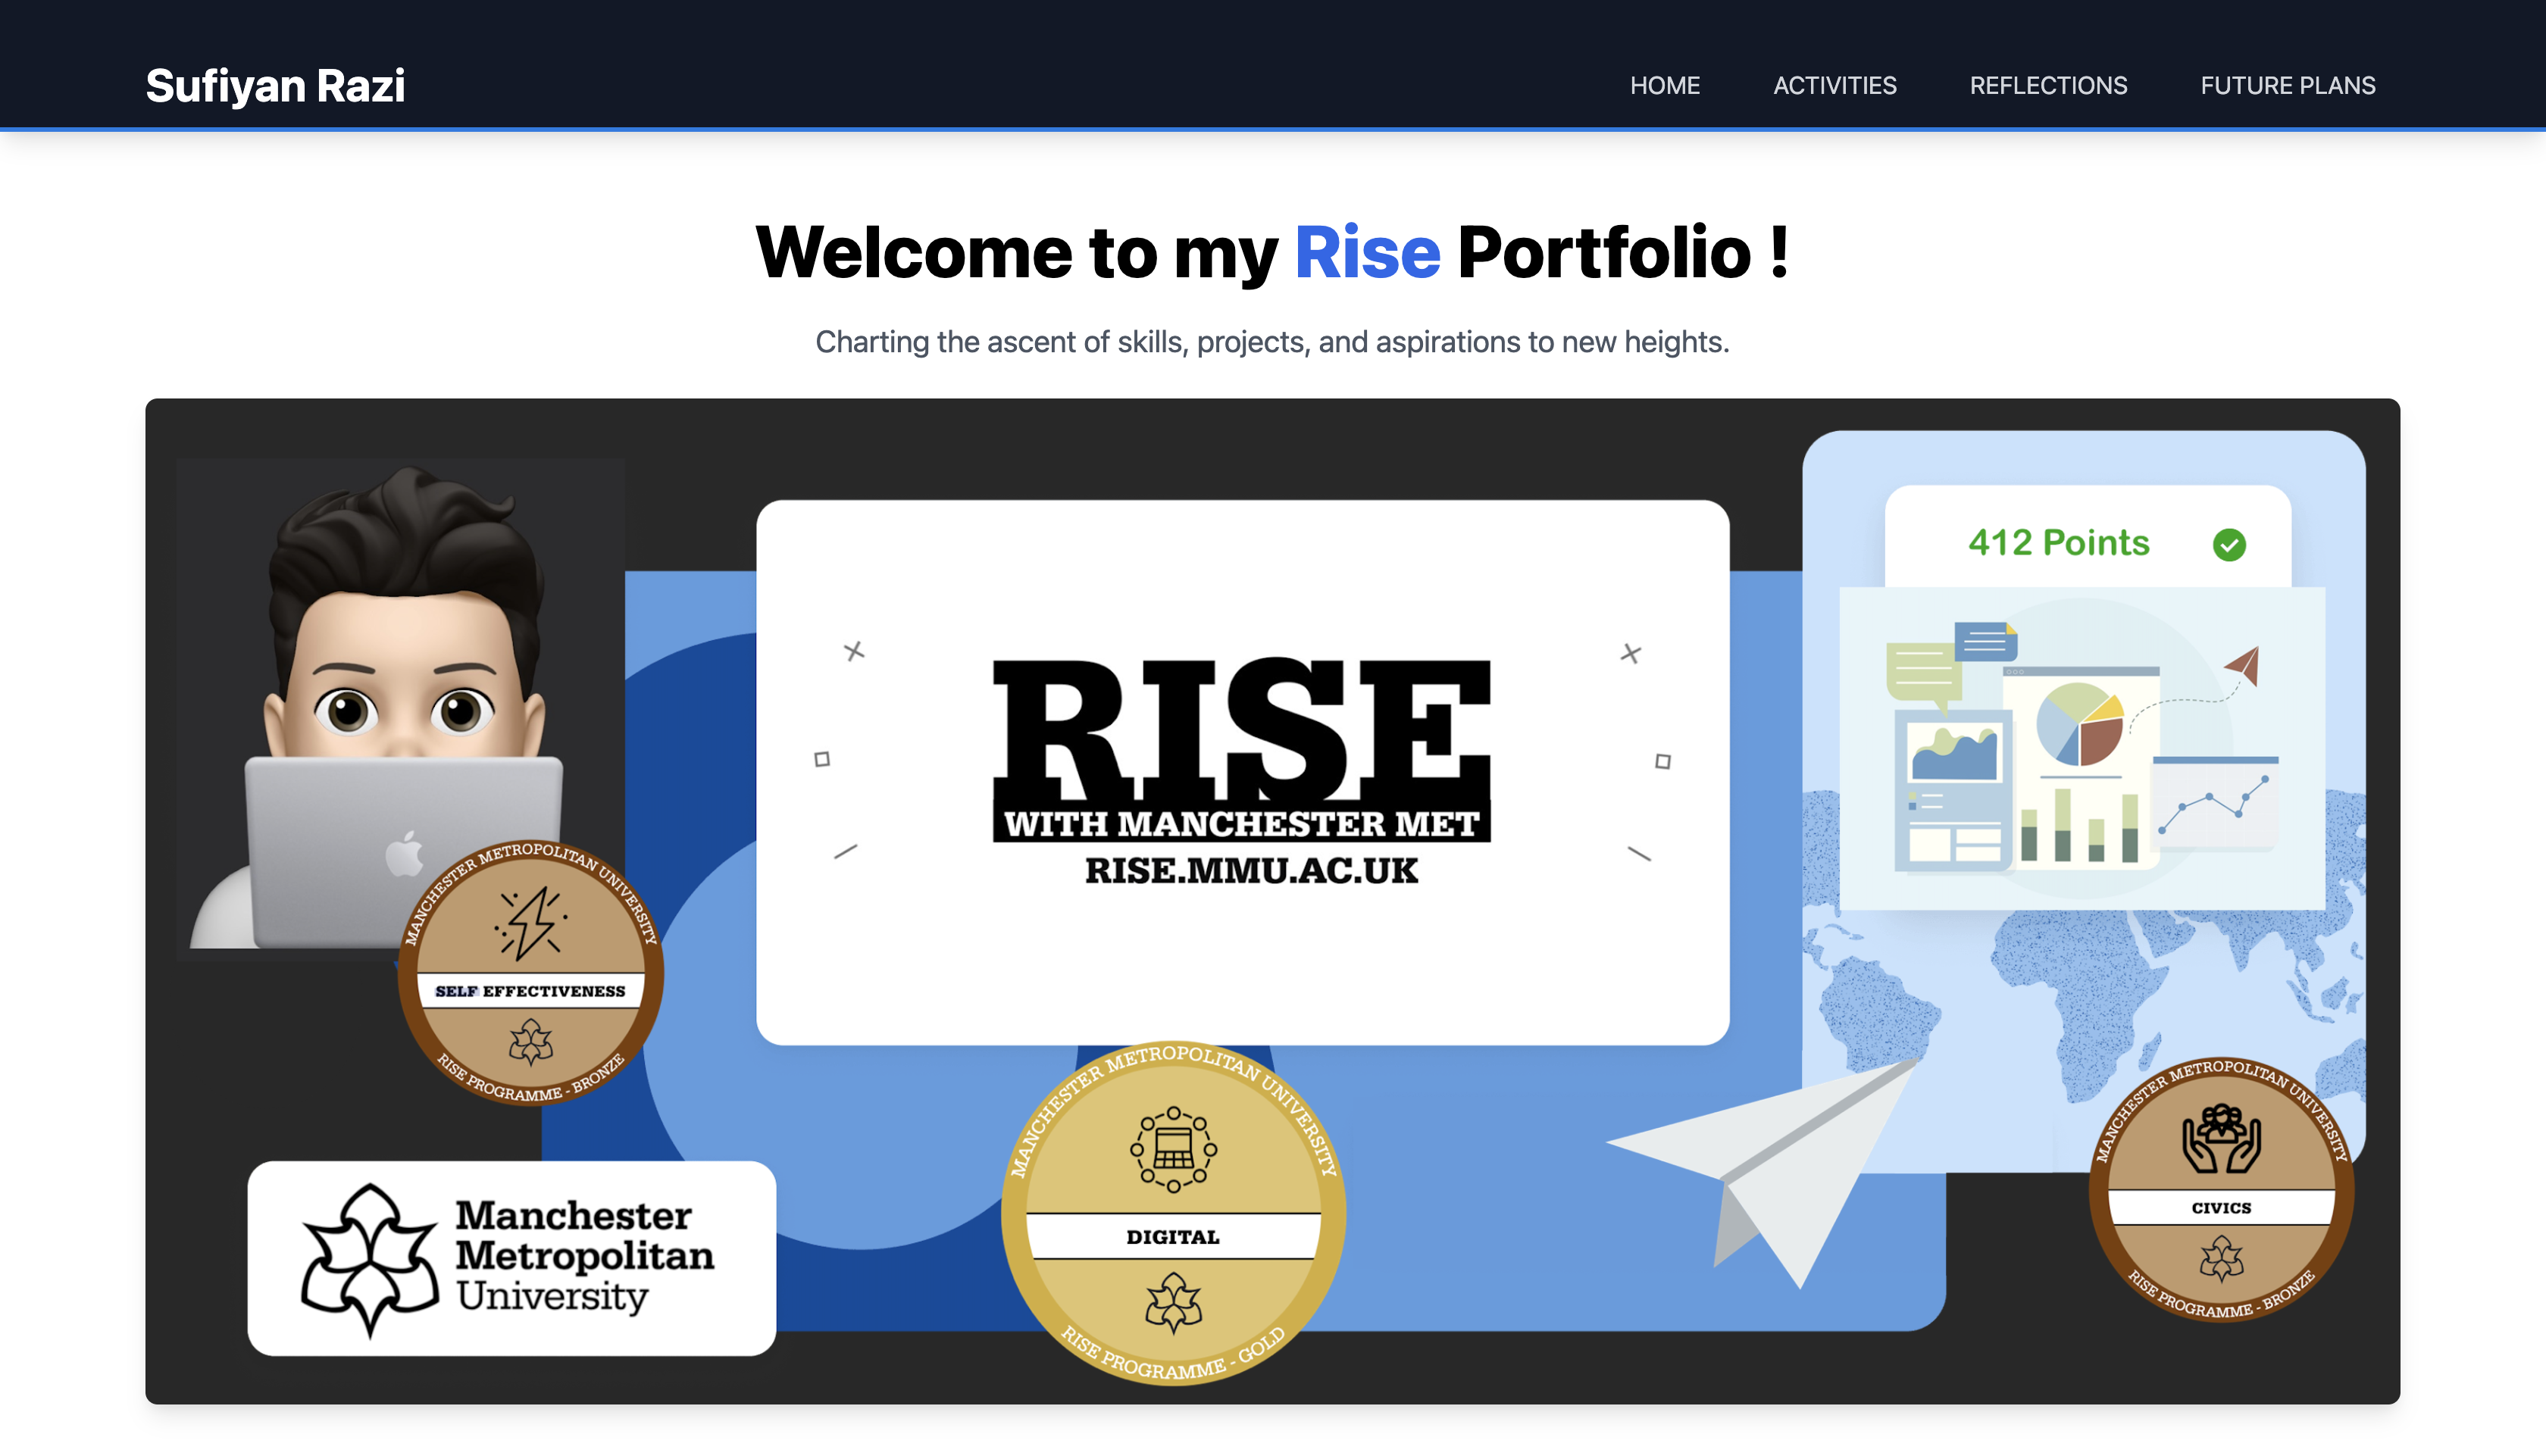 Sufiyan Razi
HOME
ACTIVITIES
REFLECTIONS
FUTURE PLANS
Welcome to my Rise Portfolio !
Charting the ascent of skills, projects, and aspirations to new heights.
412 Points
RISE
WITH MANCHESTER MET
RISE.MMU.AC.UK
MANCHESTER METROPOLITAN UNIVERSITY
SELF EFFECTIVENESS
RISE PROGRAMME - BRONZE
Manchester
Metropolitan
University
MANCHESTER METROPOLITAN UNIVERSITY
DIGITAL
RISE PROGRAMME - GOLD
MANCHESTER METROPOLITAN UNIVERSITY
CIVICS
RISE PROGRAMME - BRONZE